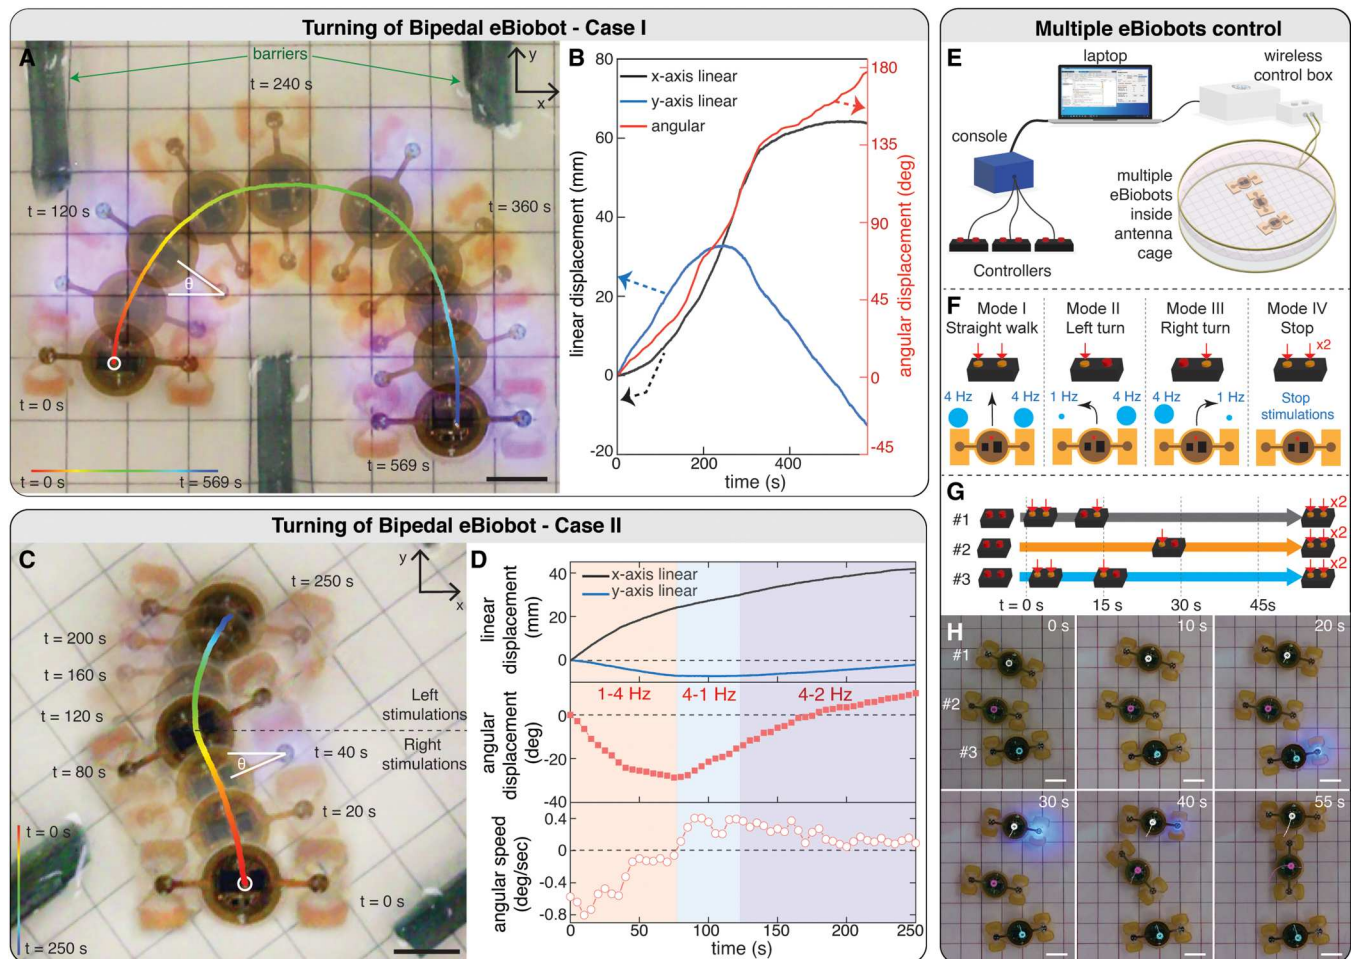 Turning of Bipedal eBiobot - Case I
A
barriers
y
x
t = 240 s
t = 120 s
t = 360 s
θ
t = 0 s
t = 569 s
t = 0 s
t = 569 s
B
x-axis linear
y-axis linear
angular
linear displacement (mm)
80
60
40
20
0
-20
angular displacement (deg)
180
135
90
45
0
-45
0
200
400
time (s)
Turning of Bipedal eBiobot - Case II
C
y
x
t = 250 s
t = 200 s
t = 160 s
t = 120 s
Left
stimulations
Right
stimulations
θ
t = 40 s
t = 80 s
t = 20 s
t = 0 s
t = 0 s
t = 250 s
D
x-axis linear
y-axis linear
linear
displacement
(mm)
40
20
0
1-4 Hz
4-1 Hz
4-2 Hz
angular
displacement
(deg)
0
-20
-40
angular speed
(deg/sec)
0.4
0
-0.4
-0.8
0
50
100
150
200
250
time (s)
Multiple eBiobots control
E
laptop
wireless
control box
console
multiple
eBiobots
inside
antenna
cage
Controllers
F
Mode I
Straight walk
Mode II
Left turn
Mode III
Right turn
Mode IV
Stop
x2
4 Hz
4 Hz
1 Hz
4 Hz
4 Hz
1 Hz
Stop
stimulations
G
#1
x2
#2
x2
#3
x2
t = 0 s
15 s
30 s
45s
H
0 s
10 s
20 s
#1
#2
#3
30 s
40 s
55 s